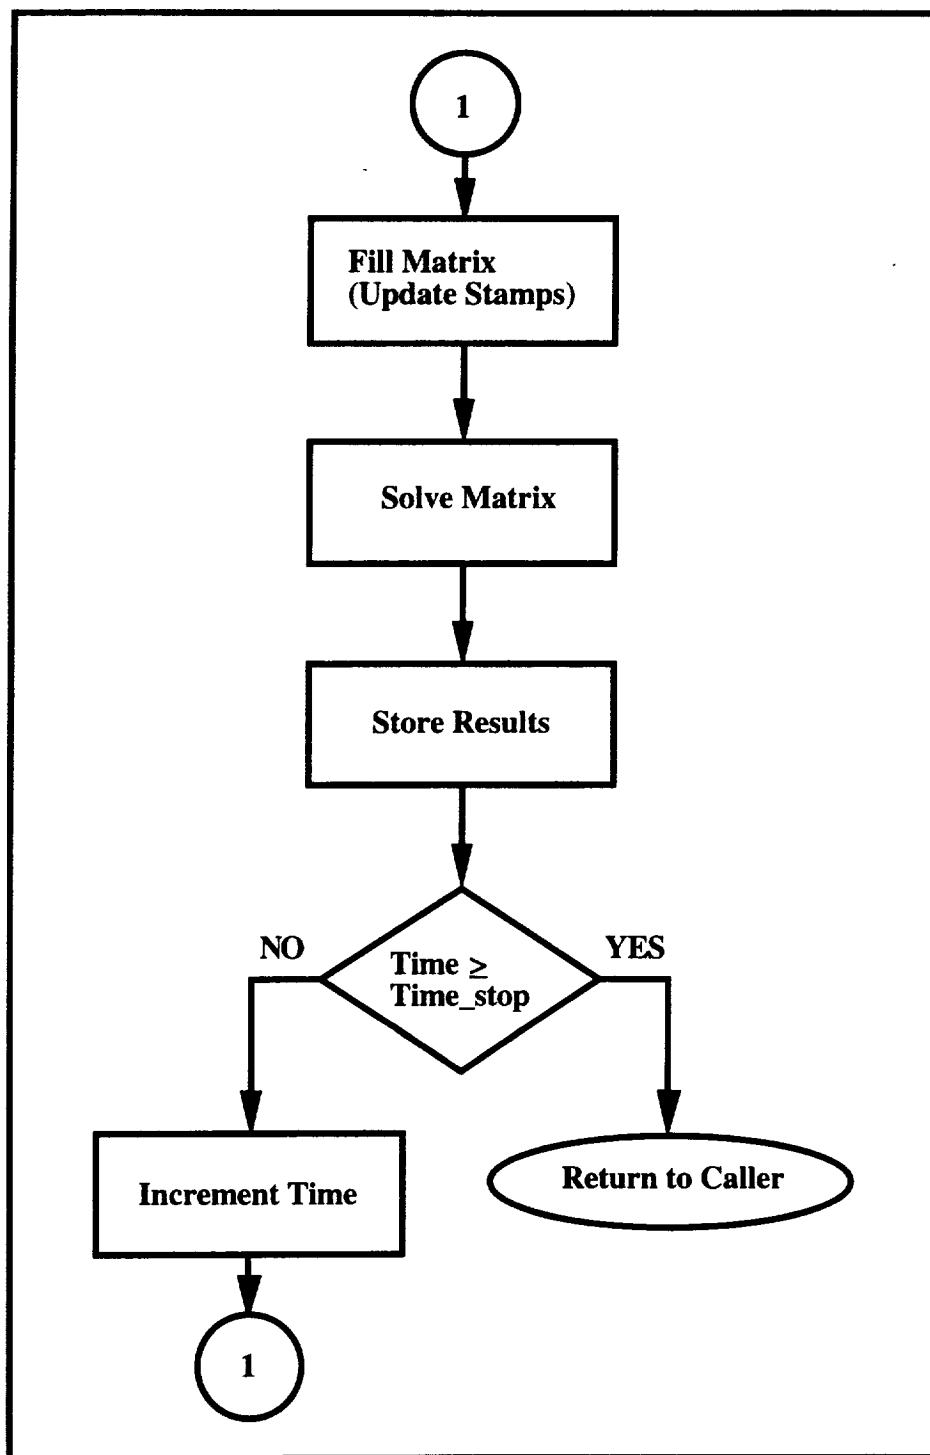 1
Fill Matrix
(Update Stamps)
Solve Matrix
Store Results
NO
YES
Time ≥
Time_stop
Increment Time
Return to Caller
1